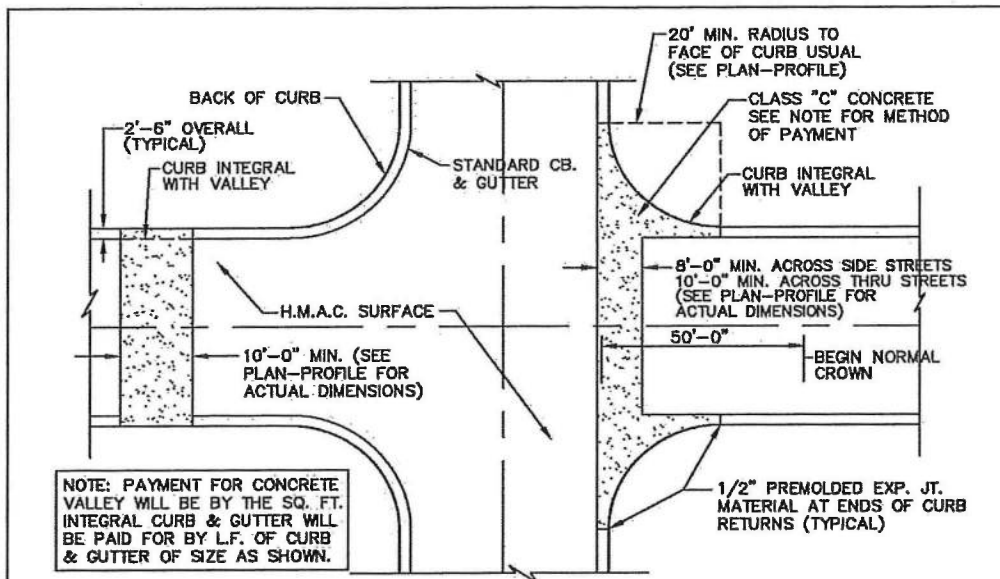 20' MIN. RADIUS TO
FACE OF CURB USUAL
(SEE PLAN-PROFILE)
BACK OF CURB
CLASS "C" CONCRETE
SEE NOTE FOR METHOD
OF PAYMENT
2'-6" OVERALL
(TYPICAL)
CURB INTEGRAL
WITH VALLEY
STANDARD CB.
& GUTTER
CURB INTEGRAL
WITH VALLEY
8'-0" MIN. ACROSS SIDE STREETS
10'-0" MIN. ACROSS THRU STREETS
(SEE PLAN-PROFILE FOR
ACTUAL DIMENSIONS)
H.M.A.C. SURFACE
50'-0"
10'-0" MIN. (SEE
PLAN-PROFILE FOR
ACTUAL DIMENSIONS)
BEGIN NORMAL
CROWN
NOTE: PAYMENT FOR CONCRETE
VALLEY WILL BE BY THE SQ. FT.
INTEGRAL CURB & GUTTER WILL
BE PAID FOR BY L.F. OF CURB
& GUTTER OF SIZE AS SHOWN.
1/2" PREMOLDED EXP. JT.
MATERIAL AT ENDS OF CURB
RETURNS (TYPICAL)